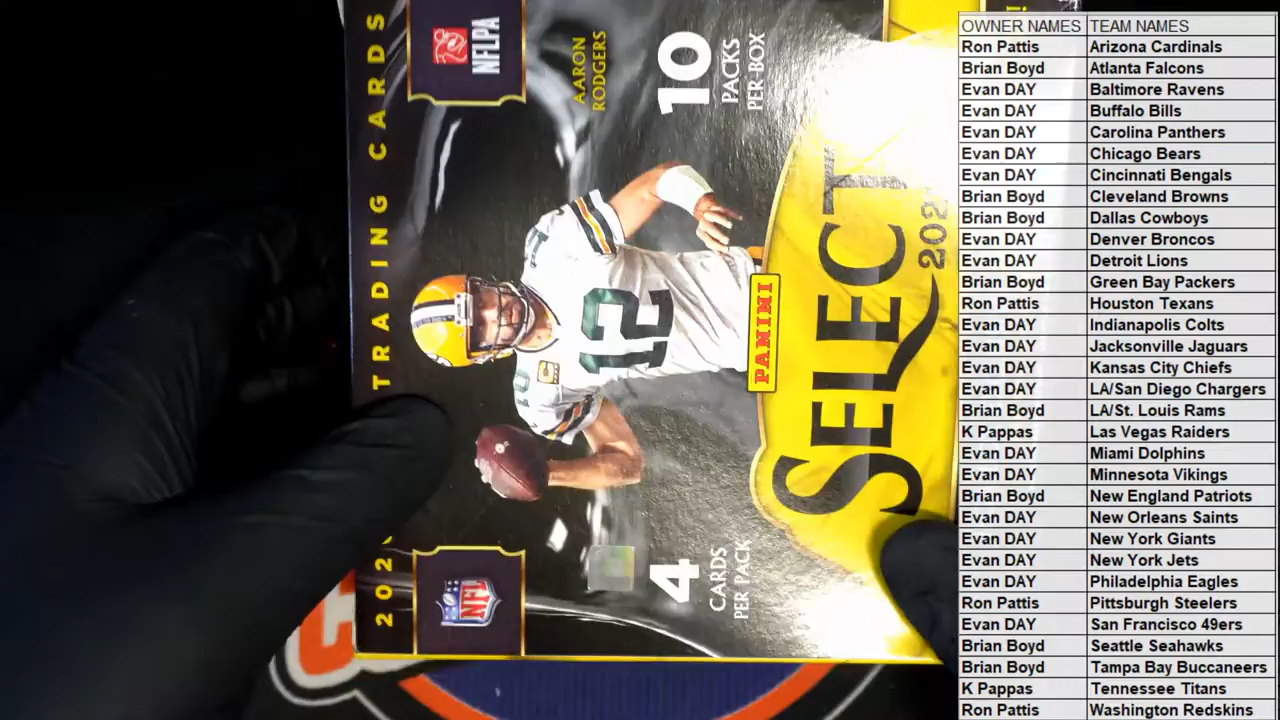 2020 TRADING CARDS
NFL
NFLPA
AARON
RODGERS
10
PACKS
PER BOX
4
CARDS
PER PACK
12
PANINI
SELECT
OWNER NAMES TEAM NAMES
Ron Pattis Arizona Cardinals
Brian Boyd Atlanta Falcons
Evan DAY Baltimore Ravens
Evan DAY Buffalo Bills
Evan DAY Carolina Panthers
Evan DAY Chicago Bears
Evan DAY Cincinnati Bengals
Brian Boyd Cleveland Browns
Brian Boyd Dallas Cowboys
Evan DAY Denver Broncos
Evan DAY Detroit Lions
Brian Boyd Green Bay Packers
Ron Pattis Houston Texans
Evan DAY Indianapolis Colts
Evan DAY Jacksonville Jaguars
Evan DAY Kansas City Chiefs
Evan DAY LA/San Diego Chargers
Brian Boyd LA/St. Louis Rams
K Pappas Las Vegas Raiders
Evan DAY Miami Dolphins
Evan DAY Minnesota Vikings
Brian Boyd New England Patriots
Evan DAY New Orleans Saints
Evan DAY New York Giants
Evan DAY New York Jets
Evan DAY Philadelphia Eagles
Ron Pattis Pittsburgh Steelers
Evan DAY San Francisco 49ers
Brian Boyd Seattle Seahawks
Brian Boyd Tampa Bay Buccaneers
K Pappas Tennessee Titans
Ron Pattis Washington Redskins